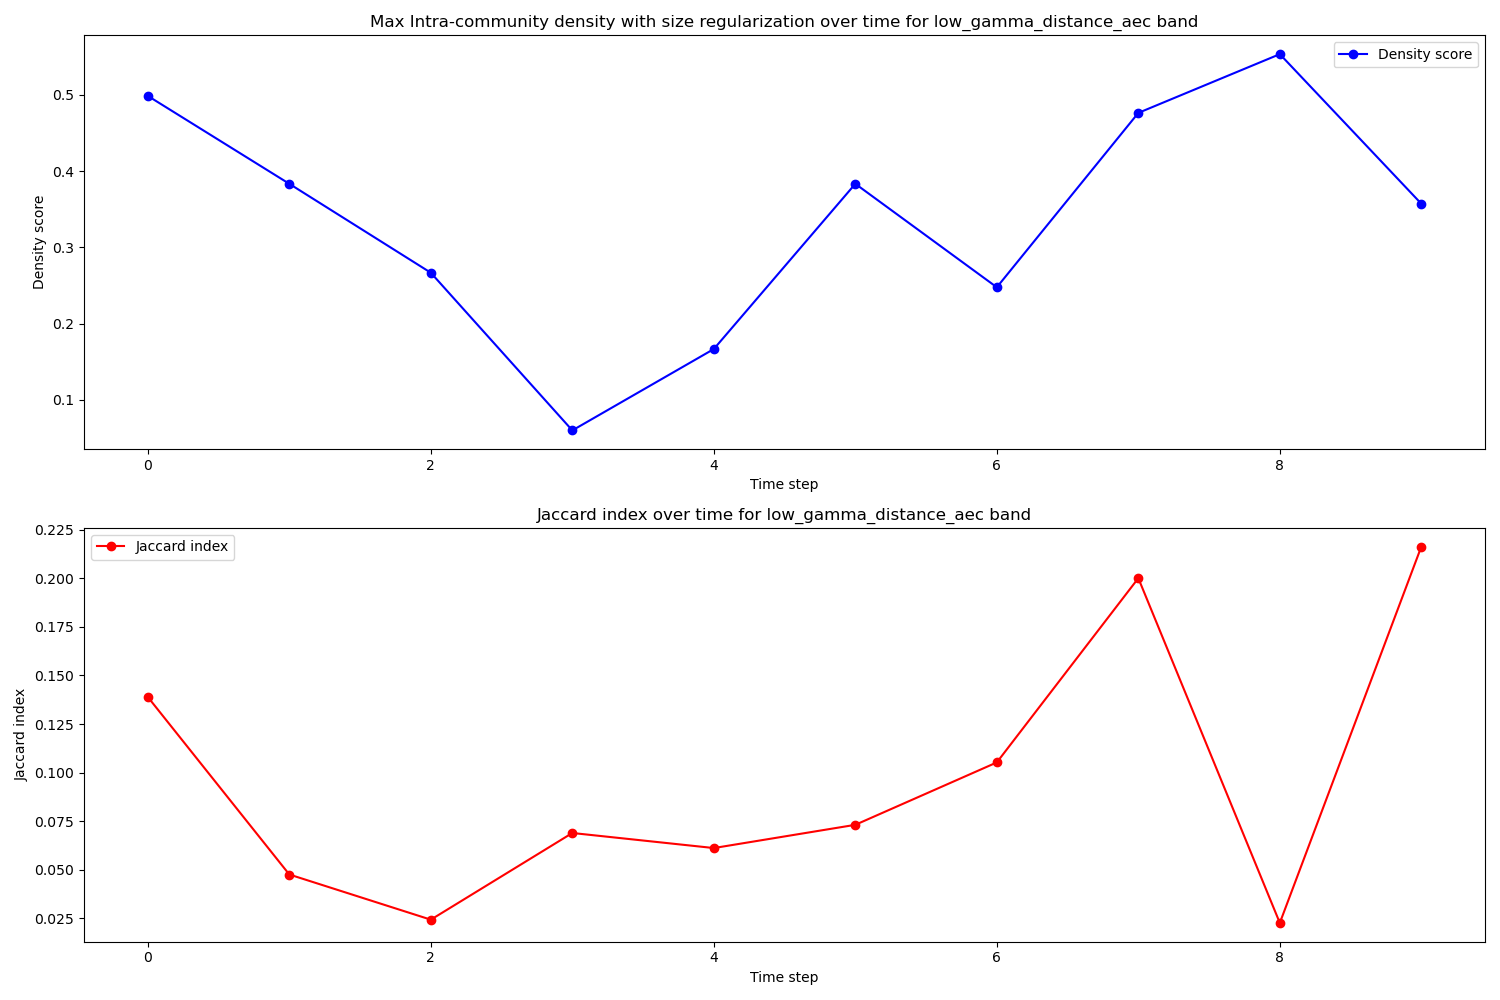 Max Intra-community density with size regularization over time for low_gamma_distance_aec band
Density score
0.5
0.4
0.3
0.2
0.1
Density score
0 2 4 6 8
Time step
Jaccard index over time for low_gamma_distance_aec band
Jaccard index
0.225
0.200
0.175
0.150
0.125
0.100
0.075
0.050
0.025
Jaccard index
0 2 4 6 8
Time step